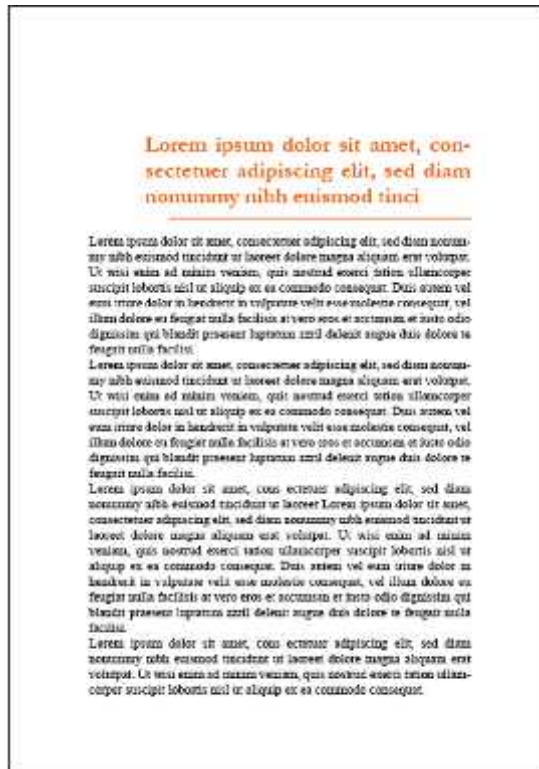 Lorem ipsum dolor sit amet, con-
sectetuer adipiscing elit, sed diam
nonummy nibh euismod tinci
Lorem ipsum dolor sit amet, consectetuer adipiscing elit, sed diam nonum-
my nibh euismod tincidunt ut laoreet dolore magna aliquam erat volutpat.
Ut wisi enim ad minim veniam, quis nostrud exerci tation ullamcorper
suscipit lobortis nisl ut aliquip ex ea commodo consequat. Duis autem vel
eum iriure dolor in hendrerit in vulputate velit esse molestie consequat, vel
illum dolore eu feugiat nulla facilisis at vero eros et accumsan et iusto odio
dignissim qui blandit praesent luptatum zzril delenit augue duis dolore te
feugait nulla facilisi.
Lorem ipsum dolor sit amet, consectetuer adipiscing elit, sed diam nonum-
my nibh euismod tincidunt ut laoreet dolore magna aliquam erat volutpat.
Ut wisi enim ad minim veniam, quis nostrud exerci tation ullamcorper
suscipit lobortis nisl ut aliquip ex ea commodo consequat. Duis autem vel
eum iriure dolor in hendrerit in vulputate velit esse molestie consequat, vel
illum dolore eu feugiat nulla facilisis at vero eros et accumsan et iusto odio
dignissim qui blandit praesent luptatum zzril delenit augue duis dolore te
feugait nulla facilisi.
Lorem ipsum dolor sit amet, cons ectetuer adipiscing elit, sed diam
nonummy nibh euismod tincidunt ut laoreet Lorem ipsum dolor sit amet,
consectetuer adipiscing elit, sed diam nonummy nibh euismod tincidunt ut
laoreet dolore magna aliquam erat volutpat. Ut wisi enim ad minim
veniam, quis nostrud exerci tation ullamcorper suscipit lobortis nisl ut
aliquip ex ea commodo consequat. Duis autem vel eum iriure dolor in
hendrerit in vulputate velit esse molestie consequat, vel illum dolore eu
feugiat nulla facilisis at vero eros et accumsan et iusto odio dignissim qui
blandit praesent luptatum zzril delenit augue duis dolore te feugait nulla
facilisi.
Lorem ipsum dolor sit amet, cons ectetuer adipiscing elit, sed diam
nonummy nibh euismod tincidunt ut laoreet dolore magna aliquam erat
volutpat. Ut wisi enim ad minim veniam, quis nostrud exerci tation ullam-
corper suscipit lobortis nisl ut aliquip ex ea commodo consequat.